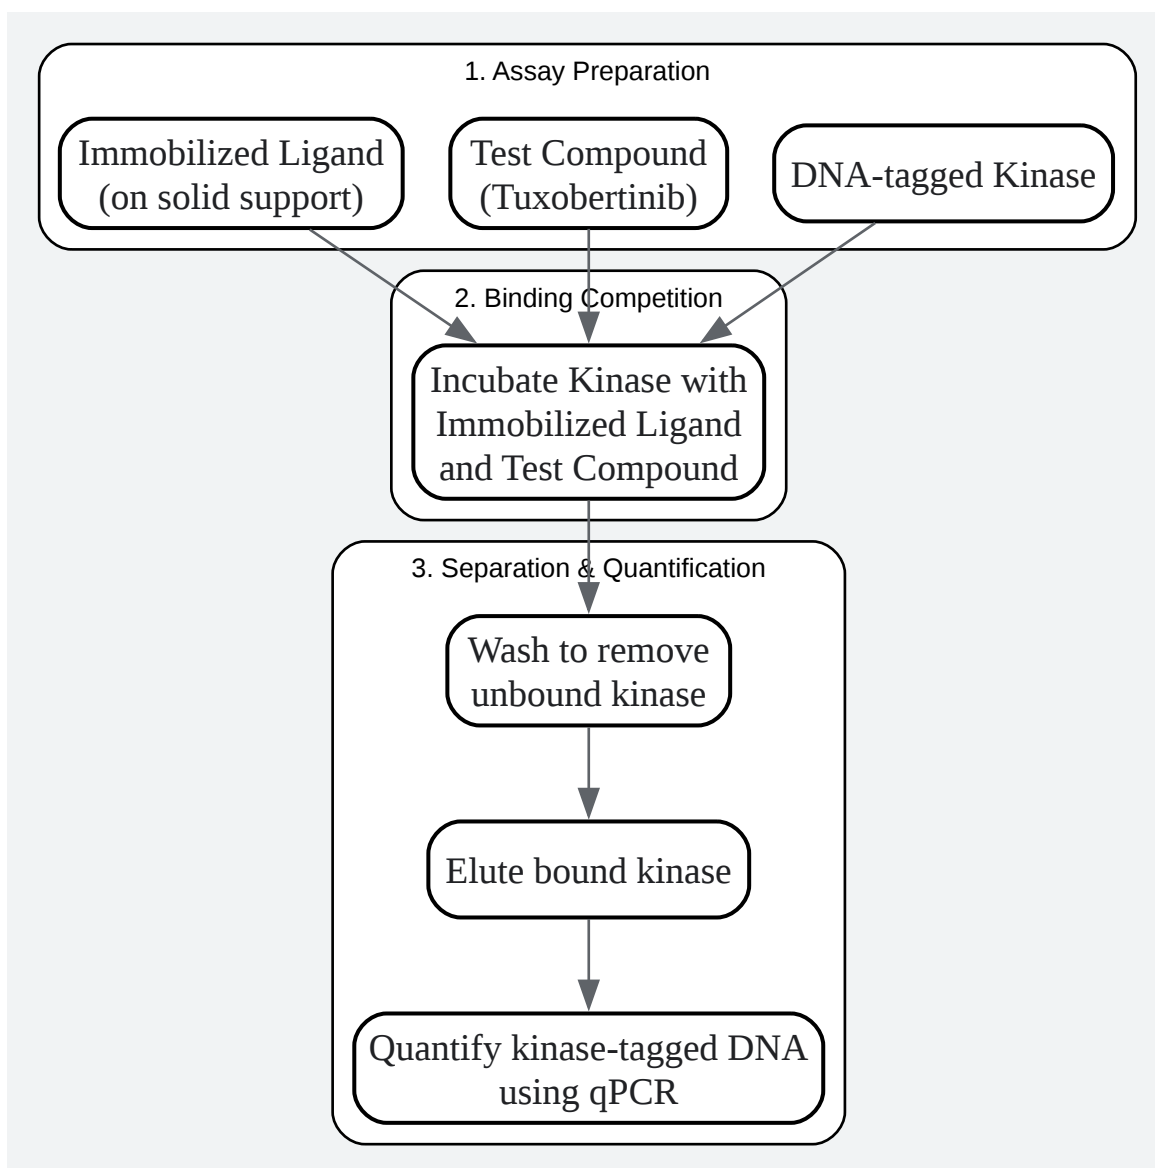 1. Assay Preparation
Immobilized Ligand
(on solid support)
Test Compound
(Tuxobertinib)
DNA-tagged Kinase
2. Binding Competition
Incubate Kinase with
Immobilized Ligand
and Test Compound
3. Separation & Quantification
Wash to remove
unbound kinase
Elute bound kinase
Quantify kinase-tagged DNA
using qPCR